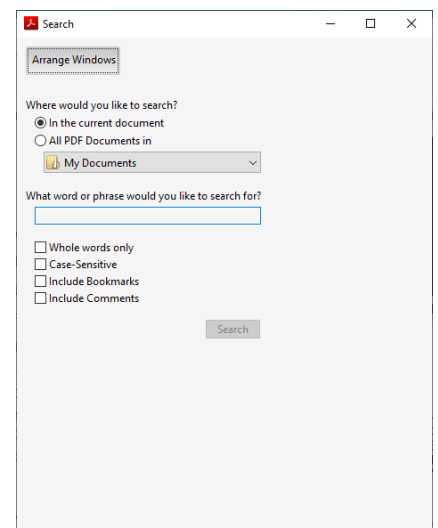 Search
Arrange Windows
Where would you like to search?
In the current document
All PDF Documents in
My Documents
What word or phrase would you like to search for?
Whole words only
Case-Sensitive
Include Bookmarks
Include Comments
Search